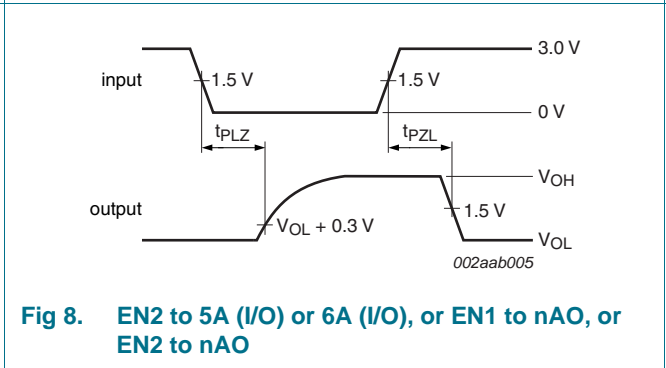 3.0 V
input
1.5 V
1.5 V
0 V
tPLZ
tPZL
VOH
output
1.5 V
VOL + 0.3 V
VOL
002aab005
Fig 8. EN2 to 5A (I/O) or 6A (I/O), or EN1 to nAO, or
EN2 to nAO